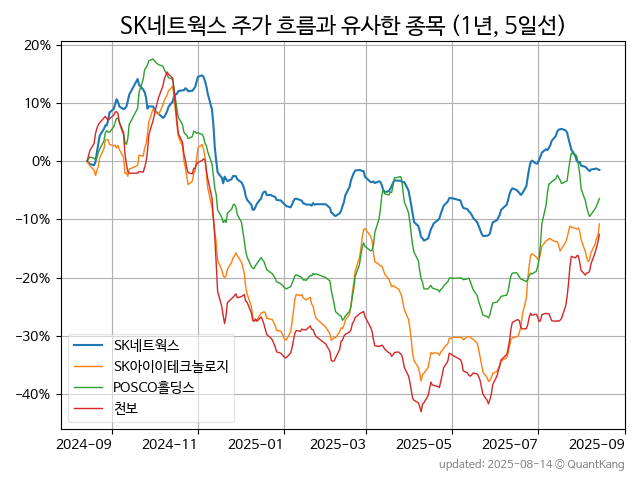 SK네트웍스 주가 흐름과 유사한 종목 (1년, 5일선)
20%
10%
0%
−10%
−20%
−30%
−40%
SK네트웍스
SK아이이테크놀로지
POSCO홀딩스
천보
2024-09 2024-11 2025-01 2025-03 2025-05 2025-07 2025-09
updated: 2025-08-14 © QuantKang